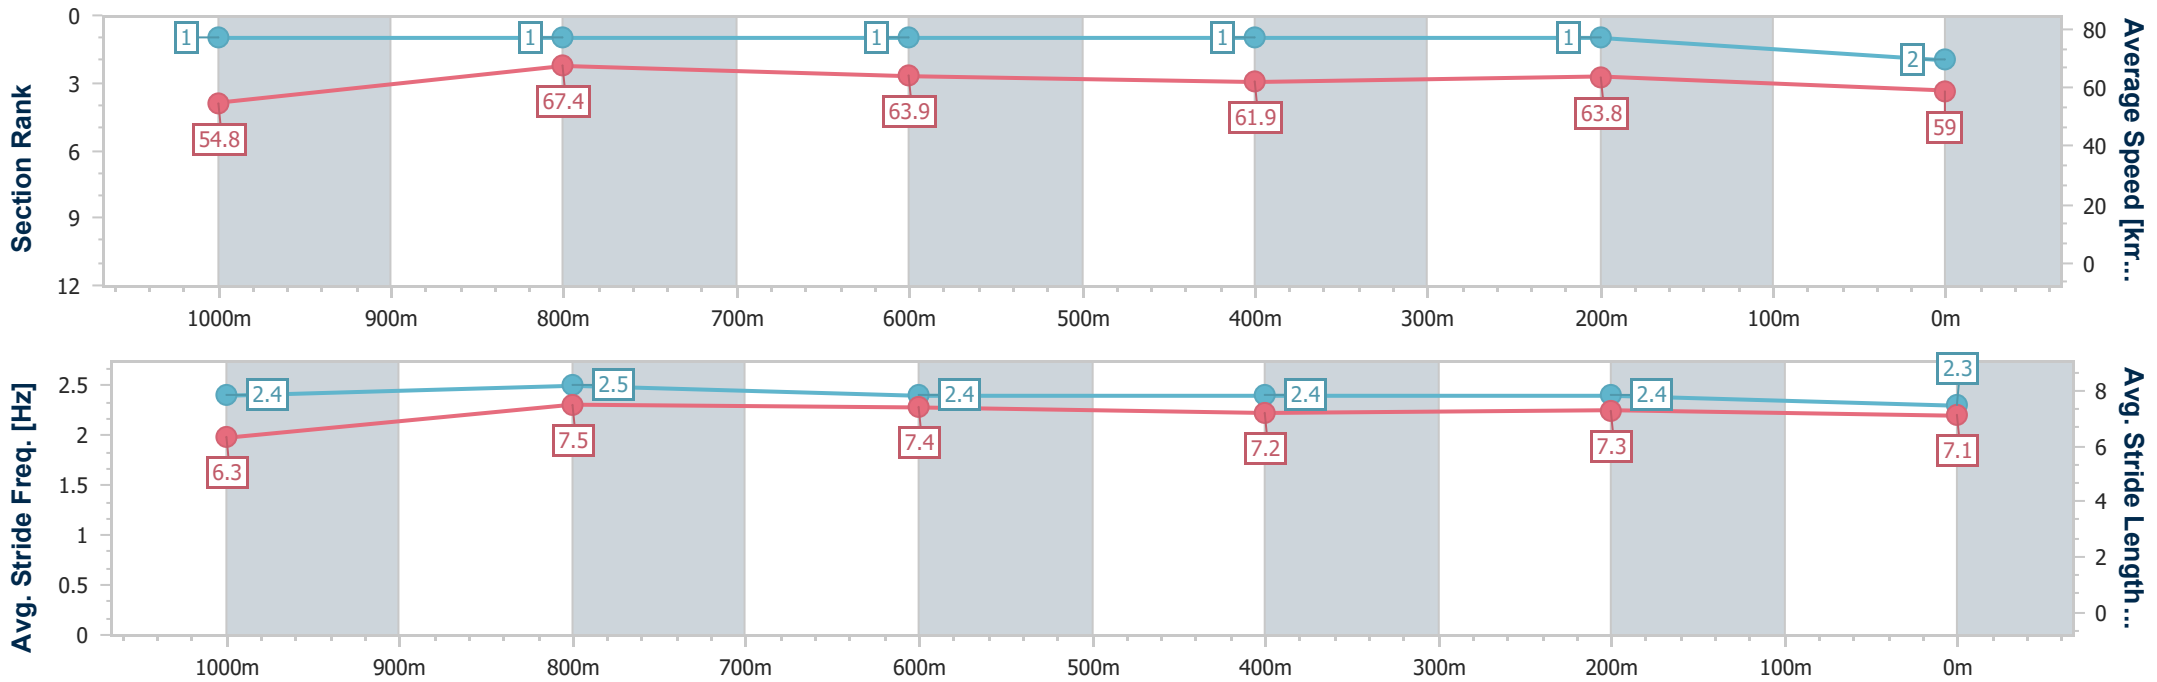 Section Rank
0
3
6
9
12
1 1 1 1 1 2
54.8 67.4 63.9 61.9 63.8 59
80
60
40
20
0
Average Speed [km...
1000m 900m 800m 700m 600m 500m 400m 300m 200m 100m 0m
Avg. Stride Freq. [Hz]
2.5
2
1.5
1
0.5
0
2.4 2.5 2.4 2.4 2.4 2.3
6.3 7.5 7.4 7.2 7.3 7.1
8
6
4
2
0
Avg. Stride Length...
1000m 900m 800m 700m 600m 500m 400m 300m 200m 100m 0m